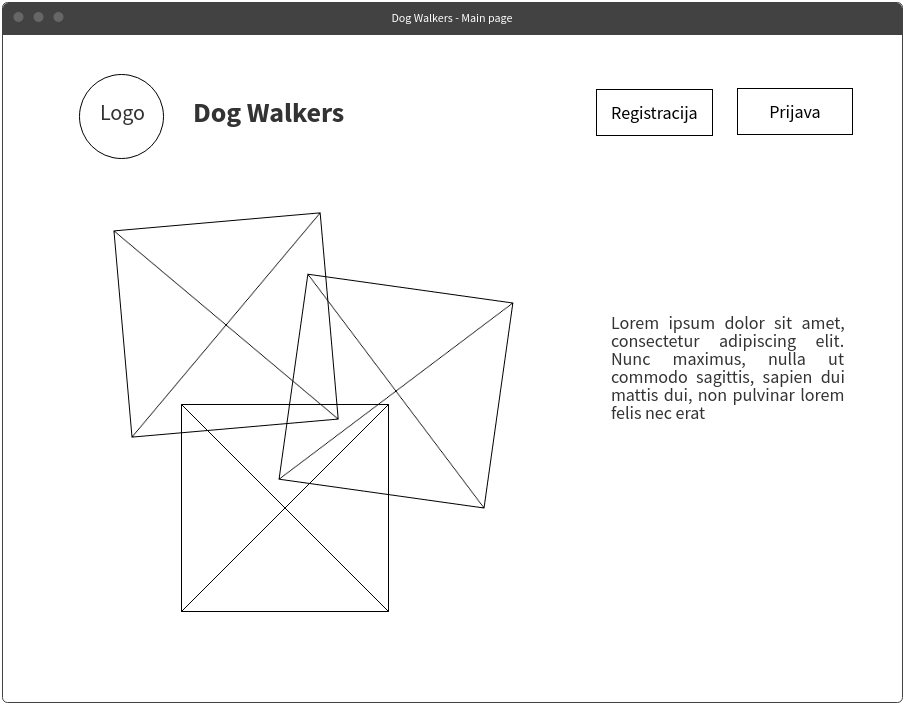 Dog Walkers - Main page
Logo
Dog Walkers
Registracija
Prijava
Lorem ipsum dolor sit amet,
consectetur adipiscing elit.
Nunc maximus, nulla ut
commodo sagittis, sapien dui
mattis dui, non pulvinar lorem
felis nec erat